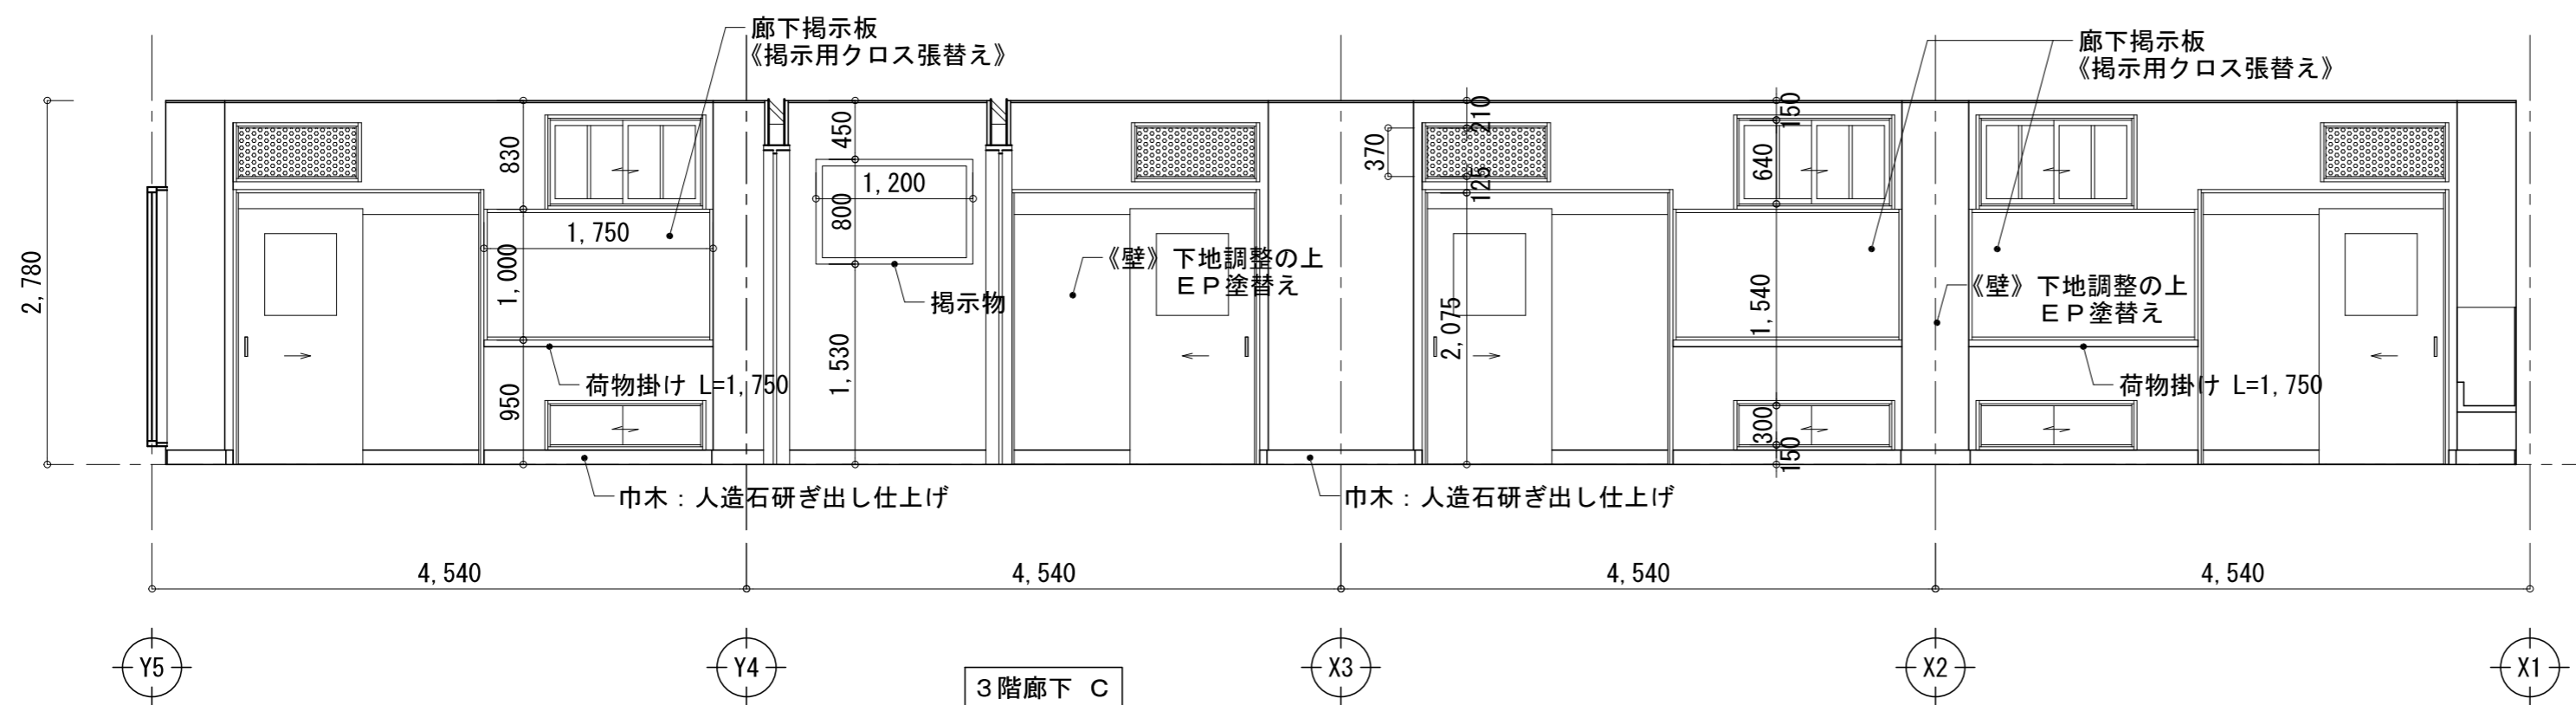 廊下掲示板
《掲示用クロス張替え》
廊下掲示板
《掲示用クロス張替え》
2,780
830
1,000
950
1,750
450
800
1,530
1,200
掲示物
《壁》下地調整の上
ＥＰ塗替え
370
210
125
2,075
150
640
1,540
300
150
《壁》下地調整の上
ＥＰ塗替え
荷物掛け L=1,750
荷物掛け L=1,750
巾木：人造石研ぎ出し仕上げ
巾木：人造石研ぎ出し仕上げ
4,540
4,540
4,540
4,540
Y5
Y4
X3
X2
X1
３階廊下 Ｃ